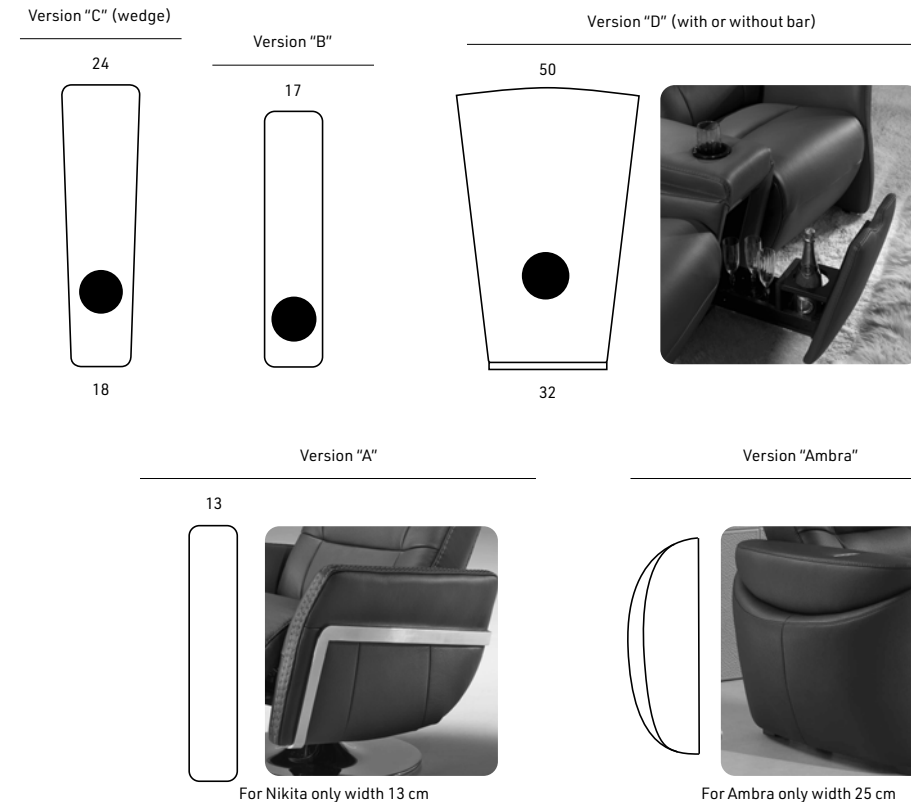 Version "C" (wedge)
24
18
Version "B"
17
Version "D" (with or without bar)
50
32
Version "A"
13
For Nikita only width 13 cm
Version "Ambra"
For Ambra only width 25 cm